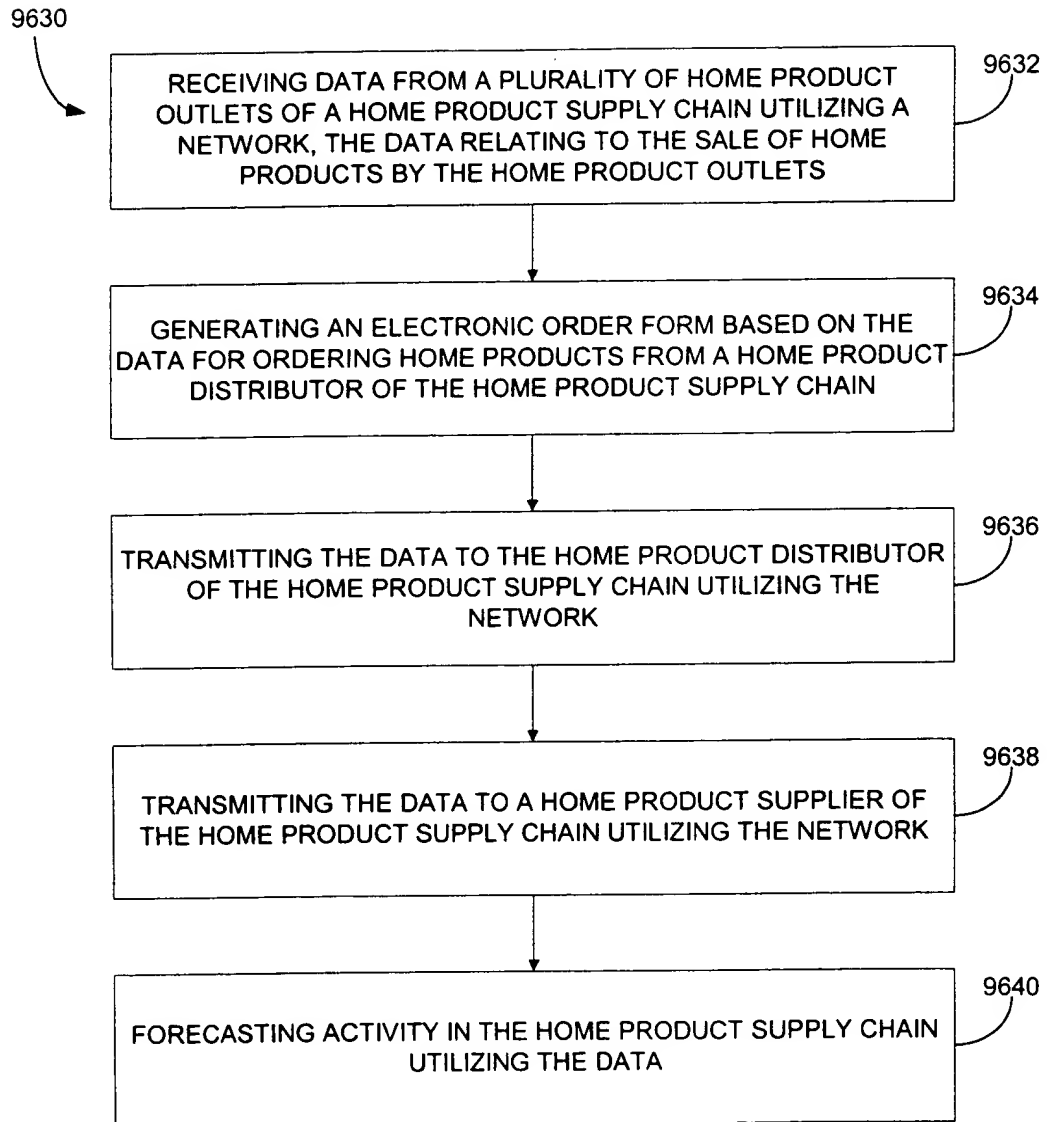 9630
RECEIVING DATA FROM A PLURALITY OF HOME PRODUCT
OUTLETS OF A HOME PRODUCT SUPPLY CHAIN UTILIZING A
NETWORK, THE DATA RELATING TO THE SALE OF HOME
PRODUCTS BY THE HOME PRODUCT OUTLETS
9632
GENERATING AN ELECTRONIC ORDER FORM BASED ON THE
DATA FOR ORDERING HOME PRODUCTS FROM A HOME PRODUCT
DISTRIBUTOR OF THE HOME PRODUCT SUPPLY CHAIN
9634
TRANSMITTING THE DATA TO THE HOME PRODUCT DISTRIBUTOR
OF THE HOME PRODUCT SUPPLY CHAIN UTILIZING THE
NETWORK
9636
TRANSMITTING THE DATA TO A HOME PRODUCT SUPPLIER OF
THE HOME PRODUCT SUPPLY CHAIN UTILIZING THE NETWORK
9638
FORECASTING ACTIVITY IN THE HOME PRODUCT SUPPLY CHAIN
UTILIZING THE DATA
9640